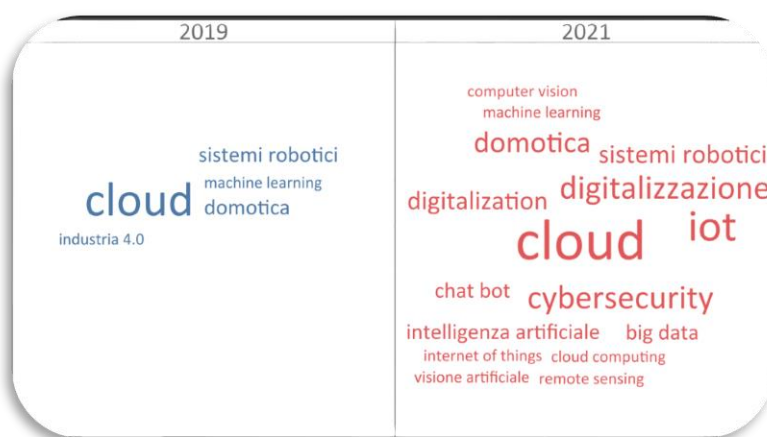 2019
2021
sistemi robotici
machine learning
cloud
domotica
industria 4.0
computer vision
machine learning
domotica
sistemi robotici
digitalizzazione
digitalization
iot
cloud
chat bot
cybersecurity
intelligenza artificiale
big data
internet of things
cloud computing
visione artificiale
remote sensing